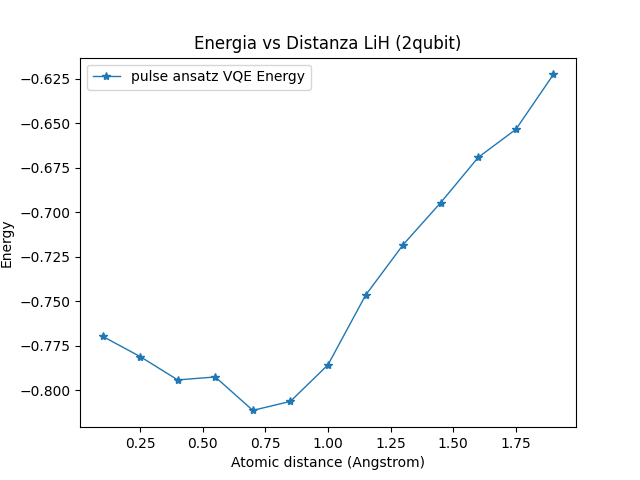 Energia vs Distanza LiH (2qubit)
pulse ansatz VQE Energy
−0.625
−0.650
−0.675
−0.700
−0.725
−0.750
−0.775
−0.800
Energy
0.25 0.50 0.75 1.00 1.25 1.50 1.75
Atomic distance (Angstrom)